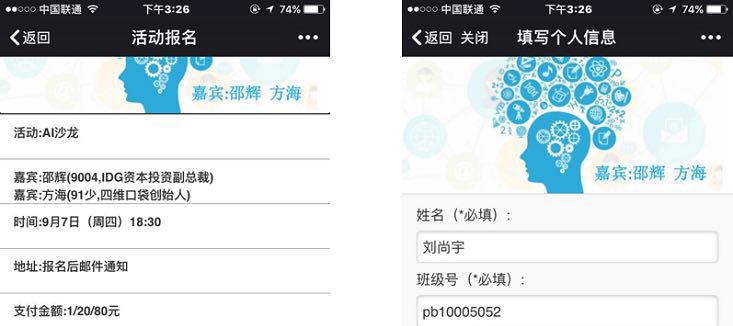 中国联通 下午3:26 74%
返回 活动报名
嘉宾:邵辉 方海
活动:AI沙龙
嘉宾:邵辉(9004,IDG资本投资副总裁)
嘉宾:方海(91少,四维口袋创始人)
时间:9月7日（周四）18:30
地址:报名后邮件通知
支付金额:1/20/80元
中国联通 下午3:26 74%
返回 关闭 填写个人信息
嘉宾:邵辉 方海
姓名（*必填）:
刘尚宇
班级号（*必填）:
pb10005052